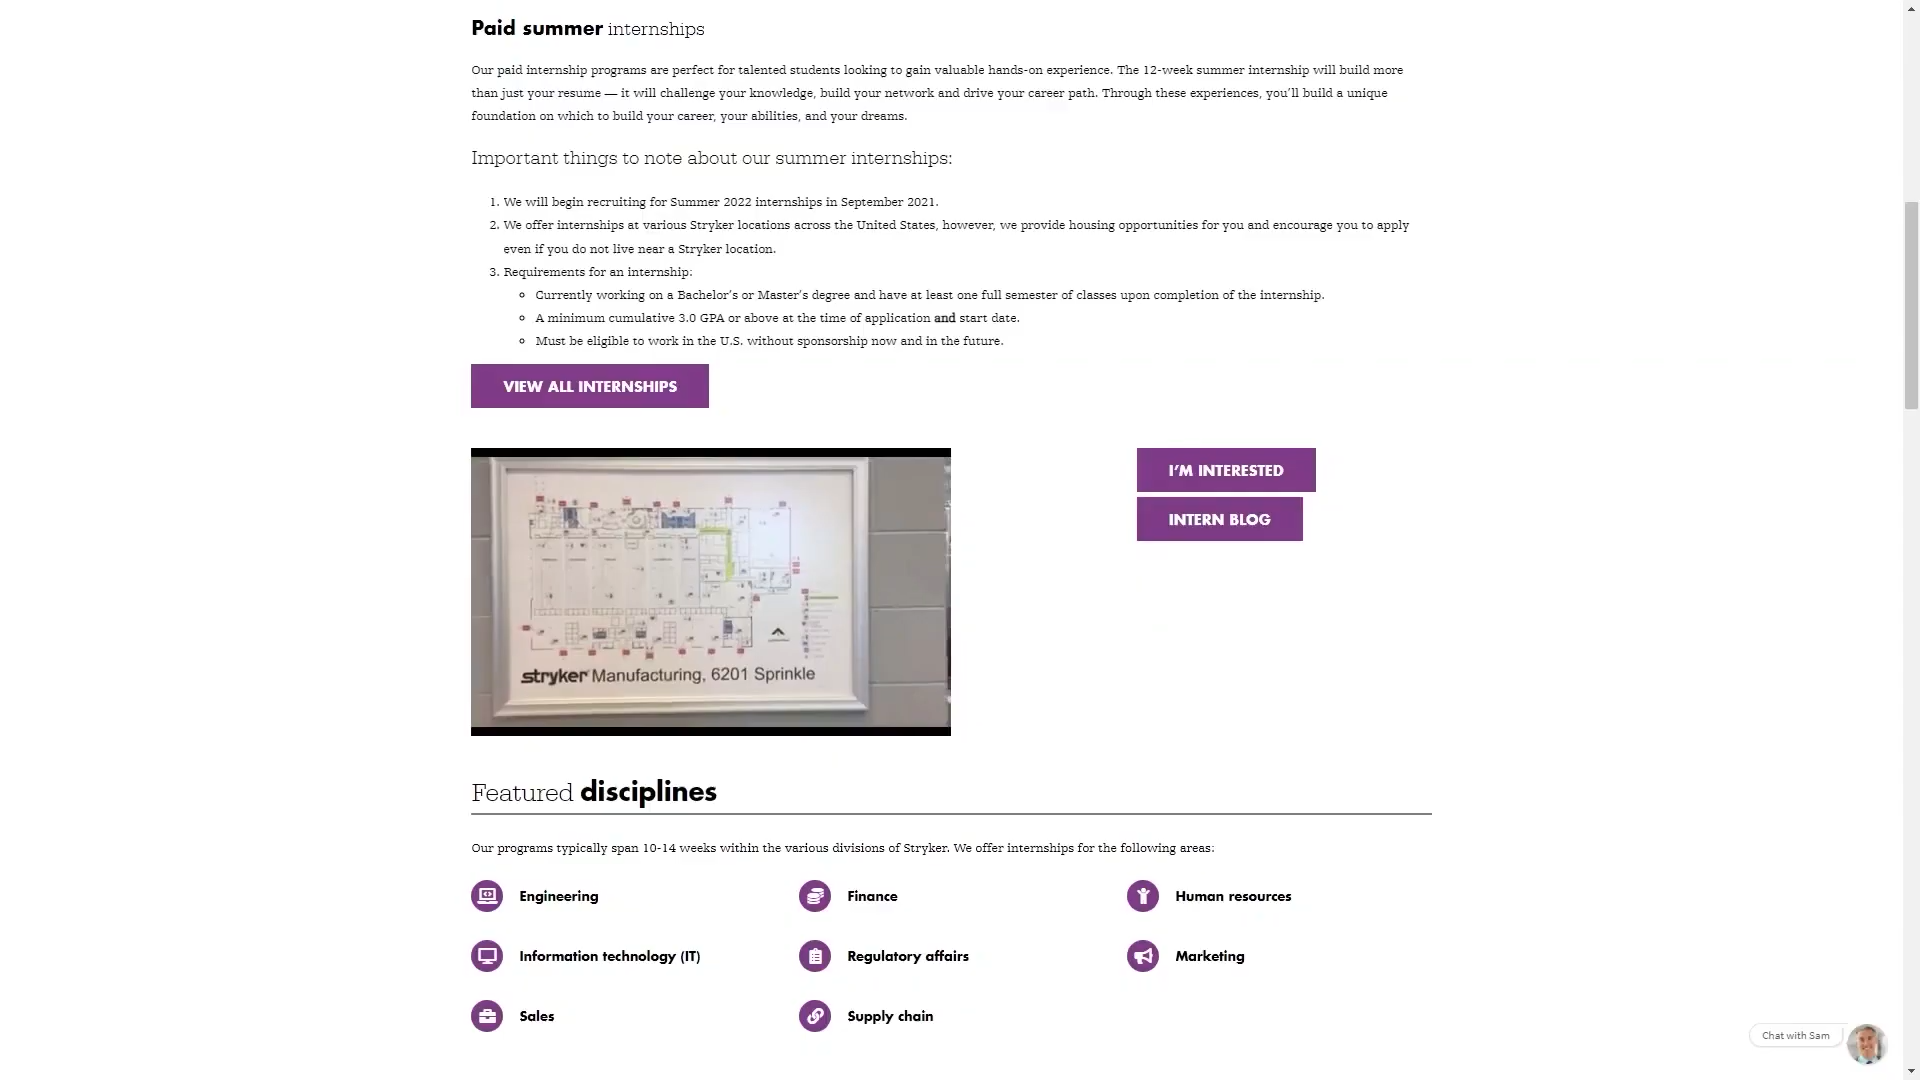 Paid summer internships
Our paid internship programs are perfect for talented students looking to gain valuable hands-on experience. The 12-week summer internship will build more
than just your resume — it will challenge your knowledge, build your network and drive your career path. Through these experiences, you’ll build a unique
foundation on which to build your career, your abilities, and your dreams.
Important things to note about our summer internships:
1. We will begin recruiting for Summer 2022 internships in September 2021.
2. We offer internships at various Stryker locations across the United States, however, we provide housing opportunities for you and encourage you to apply
even if you do not live near a Stryker location.
3. Requirements for an internship:
Currently working on a Bachelor’s or Master’s degree and have at least one full semester of classes upon completion of the internship.
A minimum cumulative 3.0 GPA or above at the time of application and start date.
Must be eligible to work in the U.S. without sponsorship now and in the future.
VIEW ALL INTERNSHIPS
I’M INTERESTED
INTERN BLOG
stryker Manufacturing, 6201 Sprinkle
Featured disciplines
Our programs typically span 10-14 weeks within the various divisions of Stryker. We offer internships for the following areas:
Engineering
Finance
Human resources
Information technology (IT)
Regulatory affairs
Marketing
Sales
Supply chain
Chat with Sam